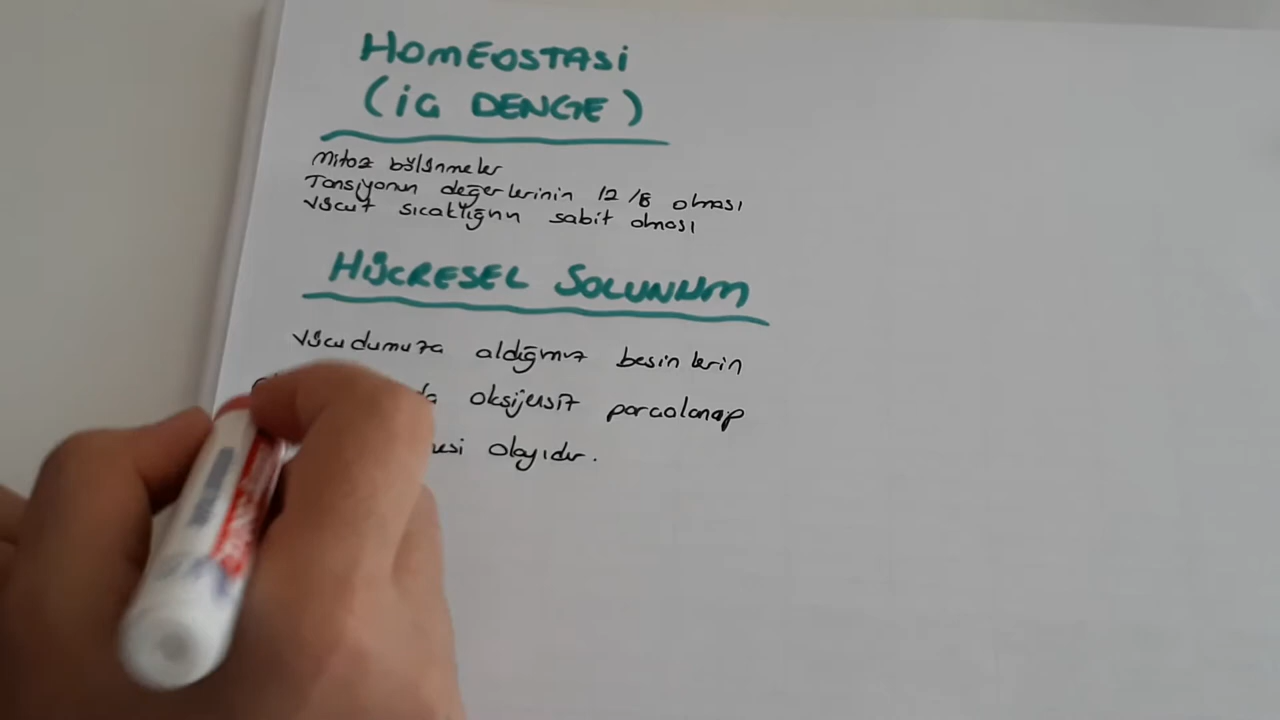 HOMEOSTASİ
(İÇ DENGE)
Mitoz bölünmeler
Tansiyonun değerlerinin 12/8 olması
Vücut sıcaklığının sabit olması
HÜCRESEL SOLUNUM
Vücudumuza aldığımız besinlerin
oksijensiz parçalanıp
olayıdır.